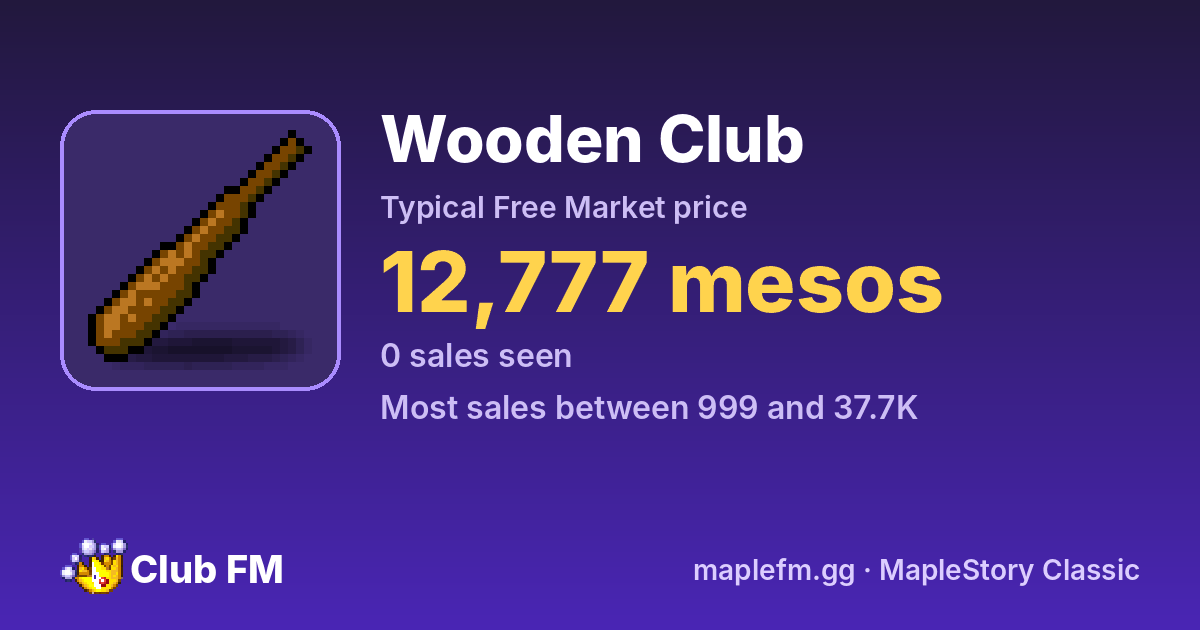 Wooden Club
Typical Free Market price
12,777 mesos
0 sales seen
Most sales between 999 and 37.7K
Club FM
maplefm.gg · MapleStory Classic